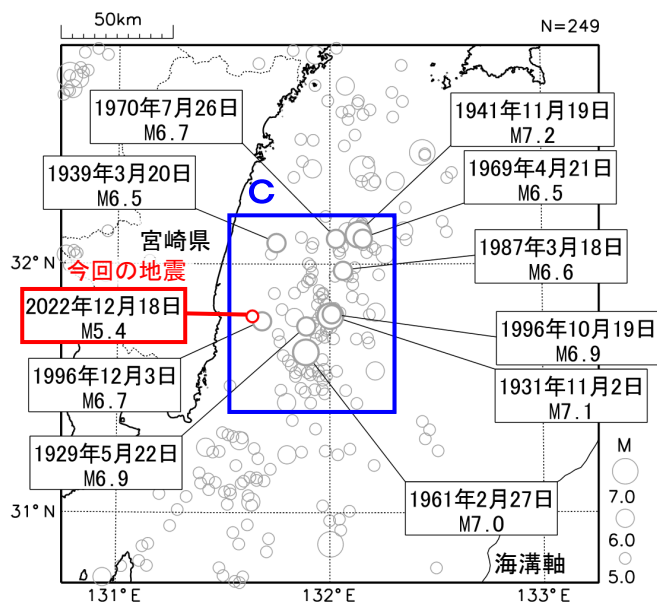 50km
N=249
1970年7月26日
M6.7
1941年11月19日
M7.2
1939年3月20日
M6.5
1969年4月21日
M6.5
C
宮崎県
1987年3月18日
M6.6
32°N
今回の地震
2022年12月18日
M5.4
1996年10月19日
M6.9
1996年12月3日
M6.7
1931年11月2日
M7.1
1929年5月22日
M6.9
M
7.0
6.0
5.0
1961年2月27日
M7.0
31°N
海溝軸
131°E
132°E
133°E